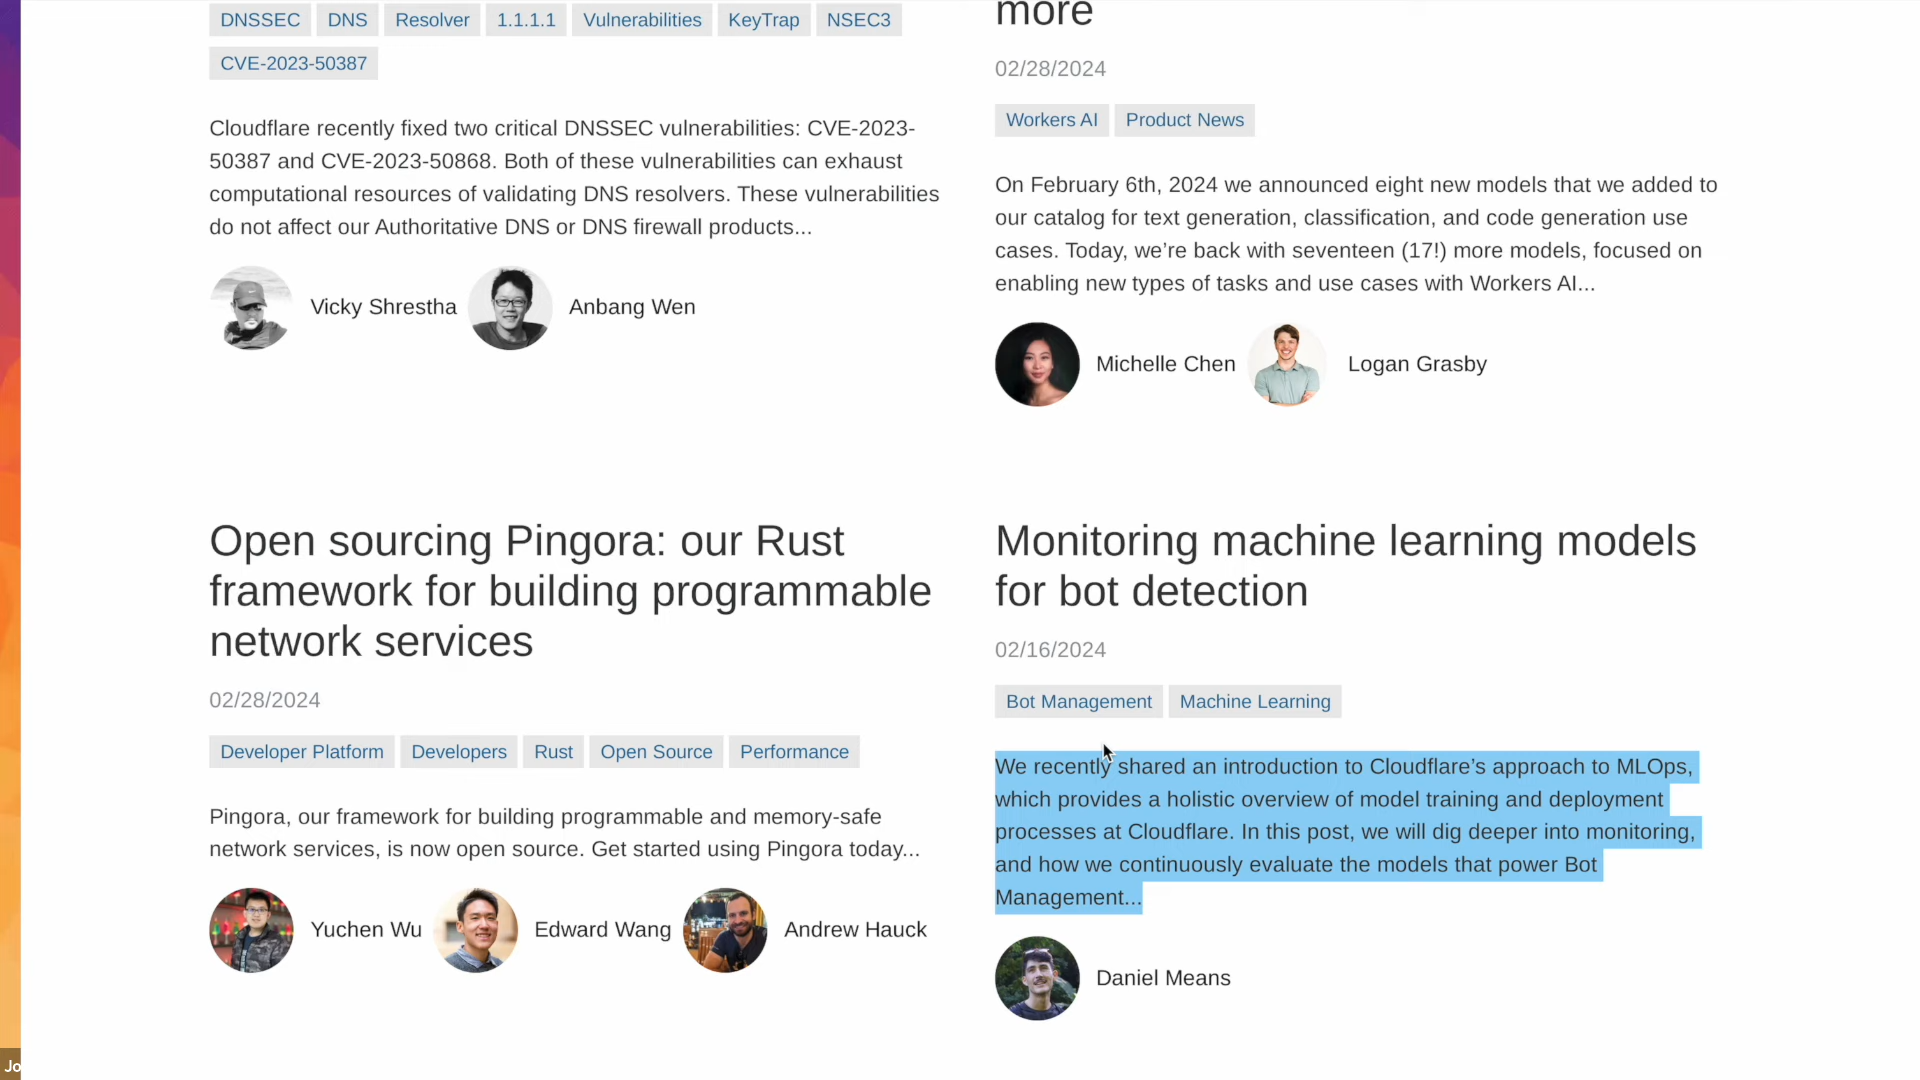 DNSSEC DNS Resolver 1.1.1.1 Vulnerabilities KeyTrap NSEC3
CVE-2023-50387
Cloudflare recently fixed two critical DNSSEC vulnerabilities: CVE-2023-
50387 and CVE-2023-50868. Both of these vulnerabilities can exhaust
computational resources of validating DNS resolvers. These vulnerabilities
do not affect our Authoritative DNS or DNS firewall products...
Vicky Shrestha Anbang Wen
more
02/28/2024
Workers AI Product News
On February 6th, 2024 we announced eight new models that we added to
our catalog for text generation, classification, and code generation use
cases. Today, we’re back with seventeen (17!) more models, focused on
enabling new types of tasks and use cases with Workers AI...
Michelle Chen Logan Grasby
Open sourcing Pingora: our Rust
framework for building programmable
network services
02/28/2024
Developer Platform Developers Rust Open Source Performance
Pingora, our framework for building programmable and memory-safe
network services, is now open source. Get started using Pingora today...
Yuchen Wu Edward Wang Andrew Hauck
Monitoring machine learning models
for bot detection
02/16/2024
Bot Management Machine Learning
We recently shared an introduction to Cloudflare’s approach to MLOps,
which provides a holistic overview of model training and deployment
processes at Cloudflare. In this post, we will dig deeper into monitoring,
and how we continuously evaluate the models that power Bot
Management...
Daniel Means
Jo